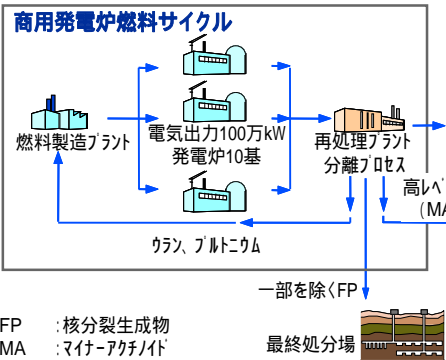 商用発電炉燃料サイクル
燃料製造プラント
電気出力100万kW
発電炉10基
再処理プラント
分離プロセス
高レベ
(MA
ウラン、プルトニウム
一部を除くFP
FP :核分裂生成物
MA :マイナーアクチノイド
最終処分場